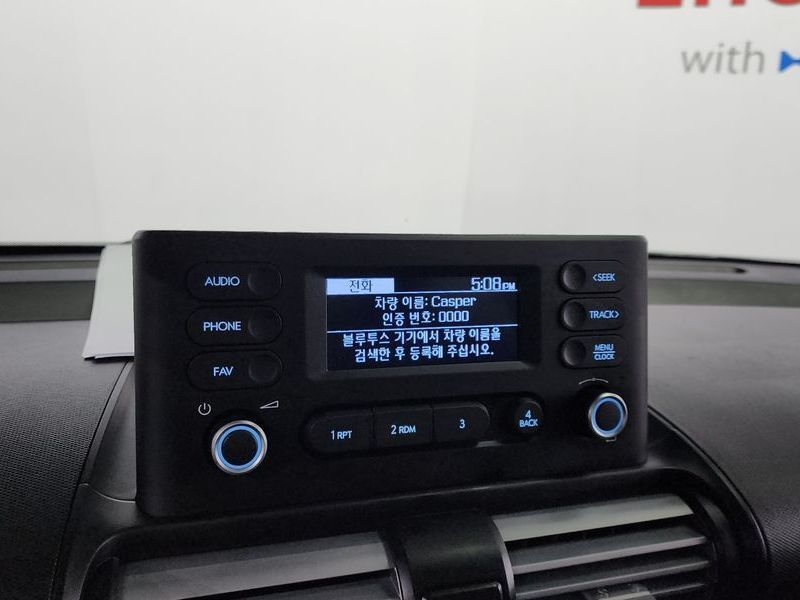 with
AUDIO
PHONE
FAV
전화 5:08PM
차량 이름: Casper
인증 번호: 0000
블루투스 기기에서 차량 이름을
검색한 후 등록해 주십시오.
<SEEK
TRACK>
MENU
CLOCK
1 RPT
2 RDM
3
4
BACK